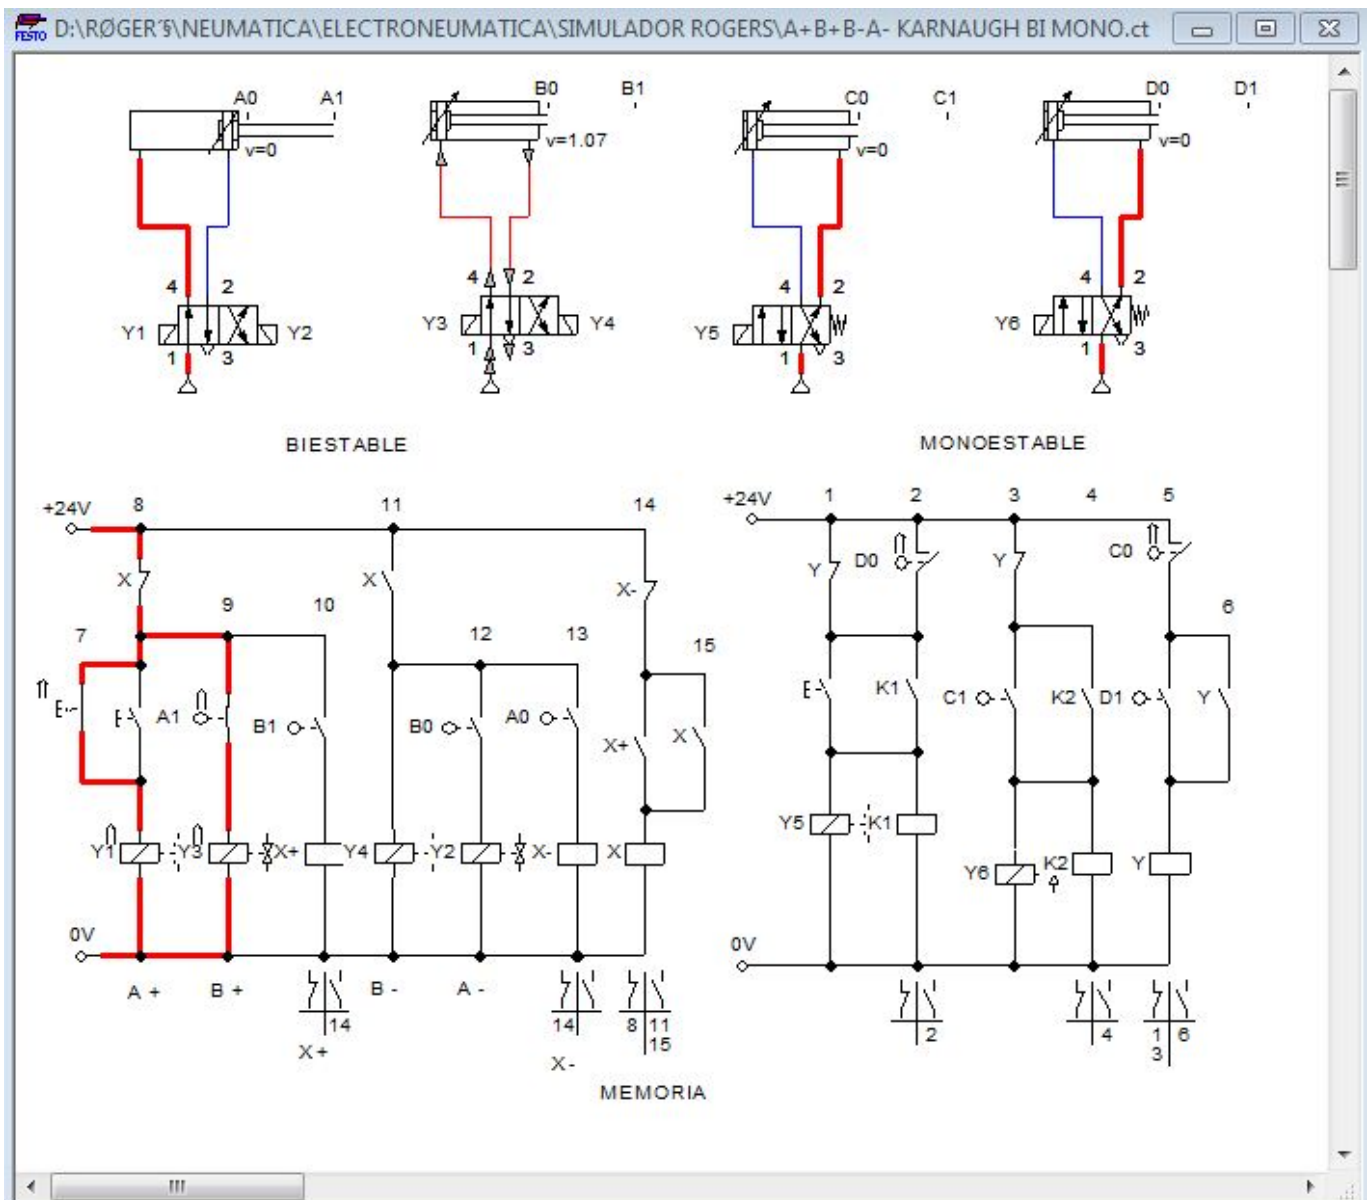 FESTO D:\RØGER´§\NEUMATICA\ELECTRONEUMATICA\SIMULADOR ROGERS\A+B+B-A- KARNAUGH BI MONO.ct
A0 A1 B0 B1 C0 C1 D0 D1
v=0 v=1.07 v=0 v=0
4 2 4 2 4 2 4 2
Y1 Y2 Y3 Y4 Y5 Y6
1 3 1 3 1 3 1 3
BIESTABLE MONOESTABLE
+24V 8 11 14 +24V 1 2 3 4 5
D0 C0
X X X- Y Y
7 9 10 12 13 15 6
E E A1 B1 B0 A0 X+ X E K1 C1 K2 D1 Y
Y1 Y3 X+ Y4 Y2 X- X Y5 K1 Y6 K2 Y
0V 0V
A + B + B - A -
14 14 8 11 2 4 1 6
15 3
X+ X-
MEMORIA